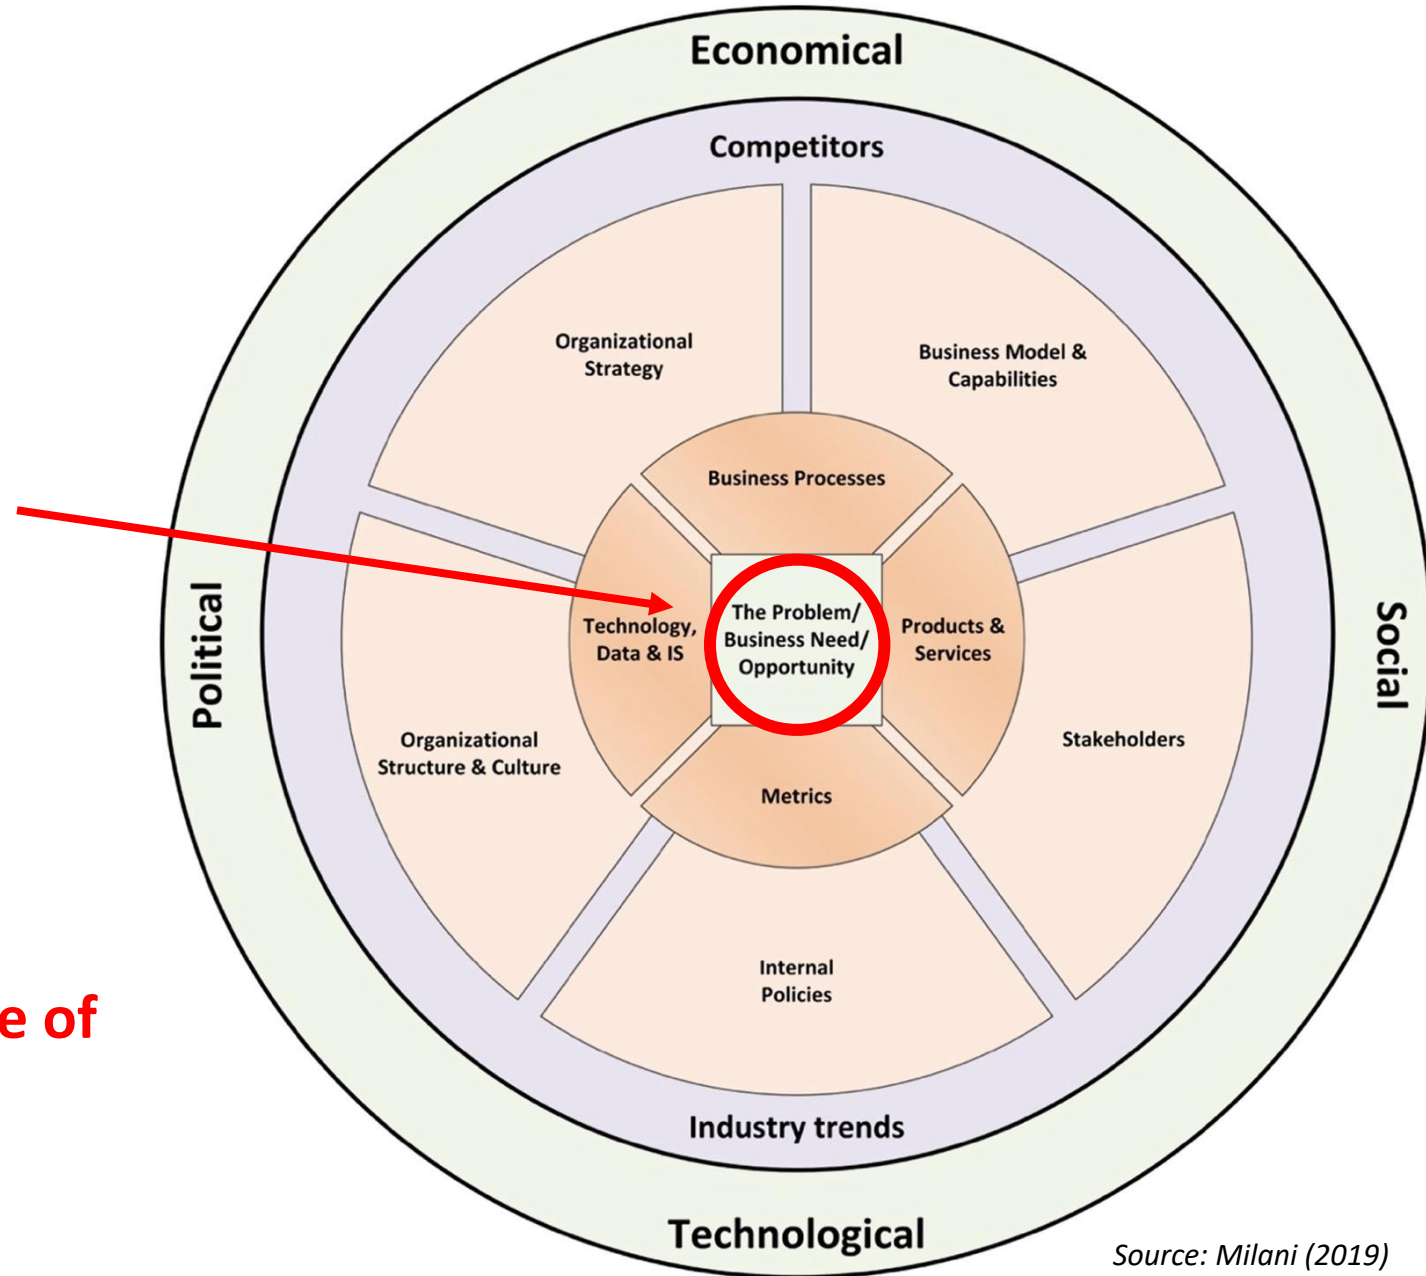 Economical
Competitors
Organizational
Strategy
Business Model &
Capabilities
Business Processes
Political
Technology,
Data & IS
The Problem/
Business Need/
Opportunity
Products &
Services
Social
Organizational
Structure & Culture
Stakeholders
Metrics
Internal
Policies
e of
Industry trends
Technological
Source: Milani (2019)